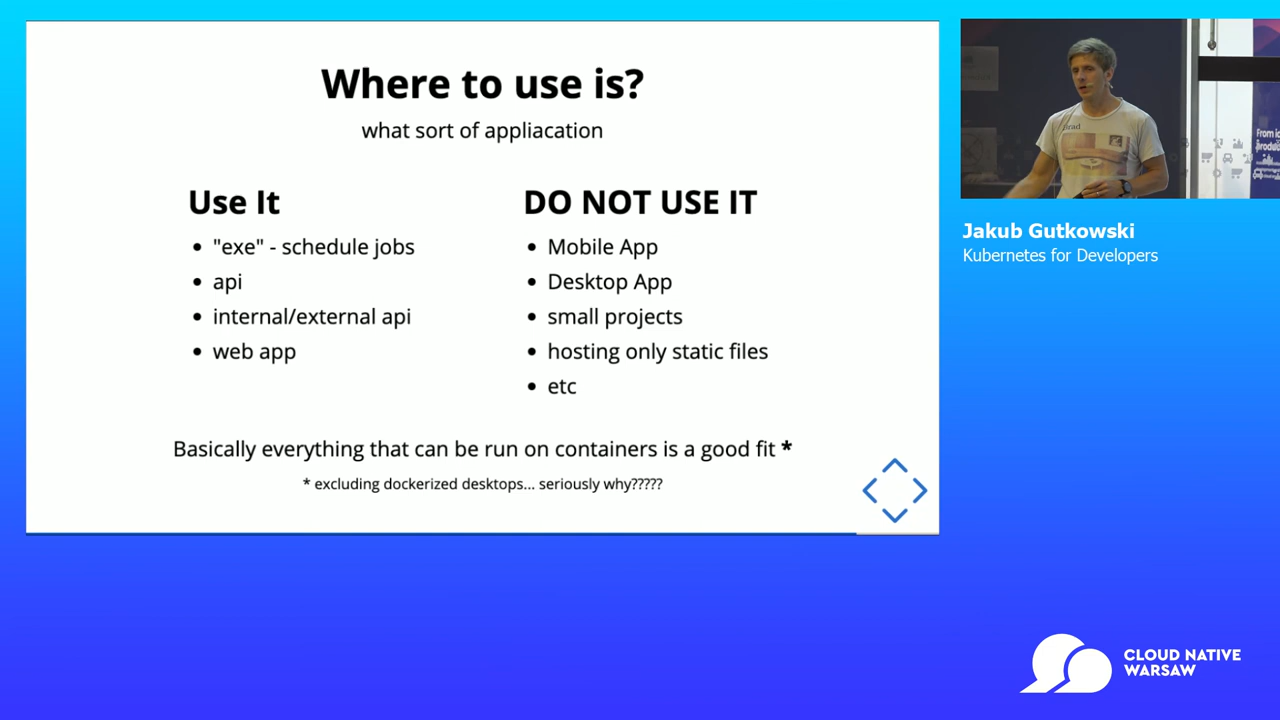 Where to use is?
what sort of appliacation
Use It
"exe" - schedule jobs
api
internal/external api
web app
DO NOT USE IT
Mobile App
Desktop App
small projects
hosting only static files
etc
Basically everything that can be run on containers is a good fit *
* excluding dockerized desktops... seriously why?????
Jakub Gutkowski
Kubernetes for Developers
CLOUD NATIVE
WARSAW